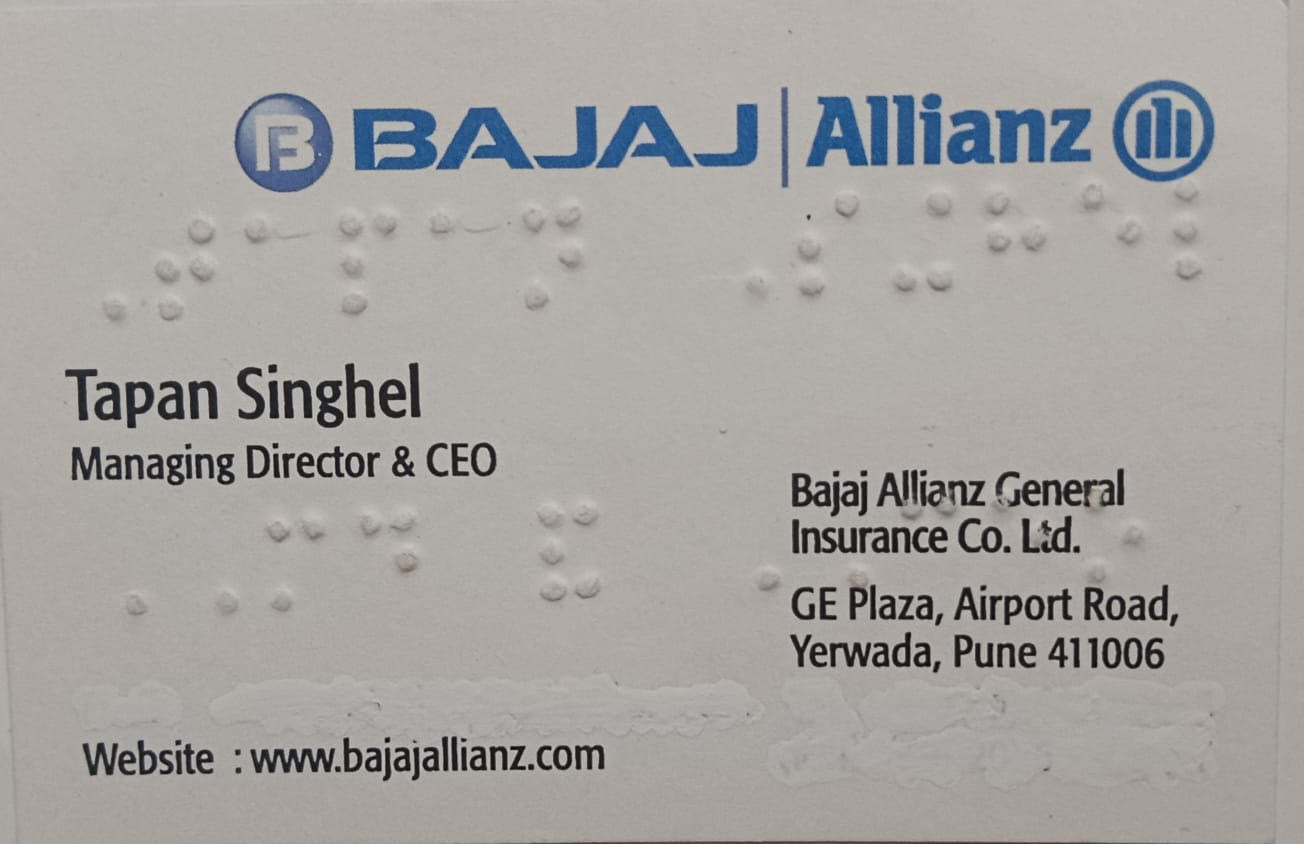 BAJAJ | Allianz
⠠⠞⠁⠏⠁⠝ ⠠⠎⠬⠓⠑⠇
Tapan Singhel
Managing Director & CEO
⠠⠠⠍⠙ ⠯ ⠠⠠⠉⠑⠕
Bajaj Allianz General
Insurance Co. Ltd.
GE Plaza, Airport Road,
Yerwada, Pune 411006
Website : www.bajajallianz.com